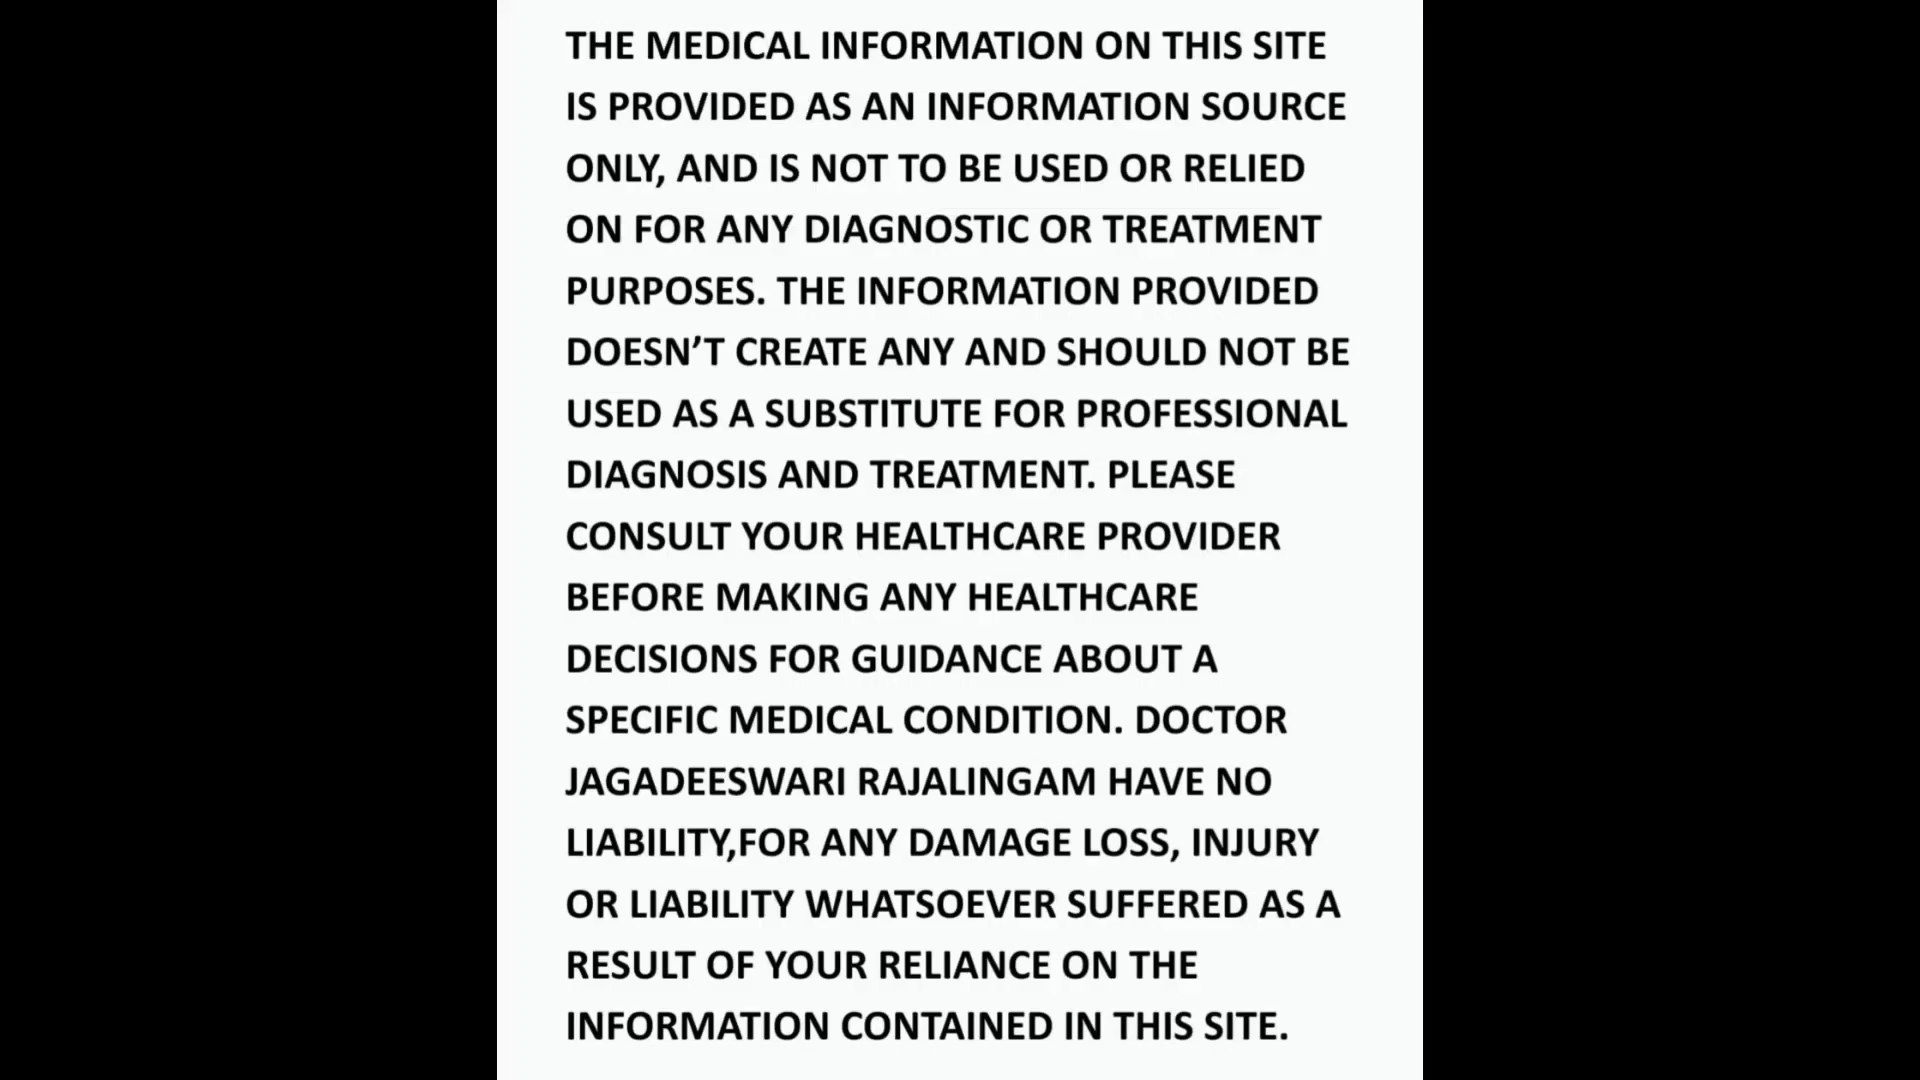 THE MEDICAL INFORMATION ON THIS SITE
IS PROVIDED AS AN INFORMATION SOURCE
ONLY, AND IS NOT TO BE USED OR RELIED
ON FOR ANY DIAGNOSTIC OR TREATMENT
PURPOSES. THE INFORMATION PROVIDED
DOESN’T CREATE ANY AND SHOULD NOT BE
USED AS A SUBSTITUTE FOR PROFESSIONAL
DIAGNOSIS AND TREATMENT. PLEASE
CONSULT YOUR HEALTHCARE PROVIDER
BEFORE MAKING ANY HEALTHCARE
DECISIONS FOR GUIDANCE ABOUT A
SPECIFIC MEDICAL CONDITION. DOCTOR
JAGADEESWARI RAJALINGAM HAVE NO
LIABILITY,FOR ANY DAMAGE LOSS, INJURY
OR LIABILITY WHATSOEVER SUFFERED AS A
RESULT OF YOUR RELIANCE ON THE
INFORMATION CONTAINED IN THIS SITE.